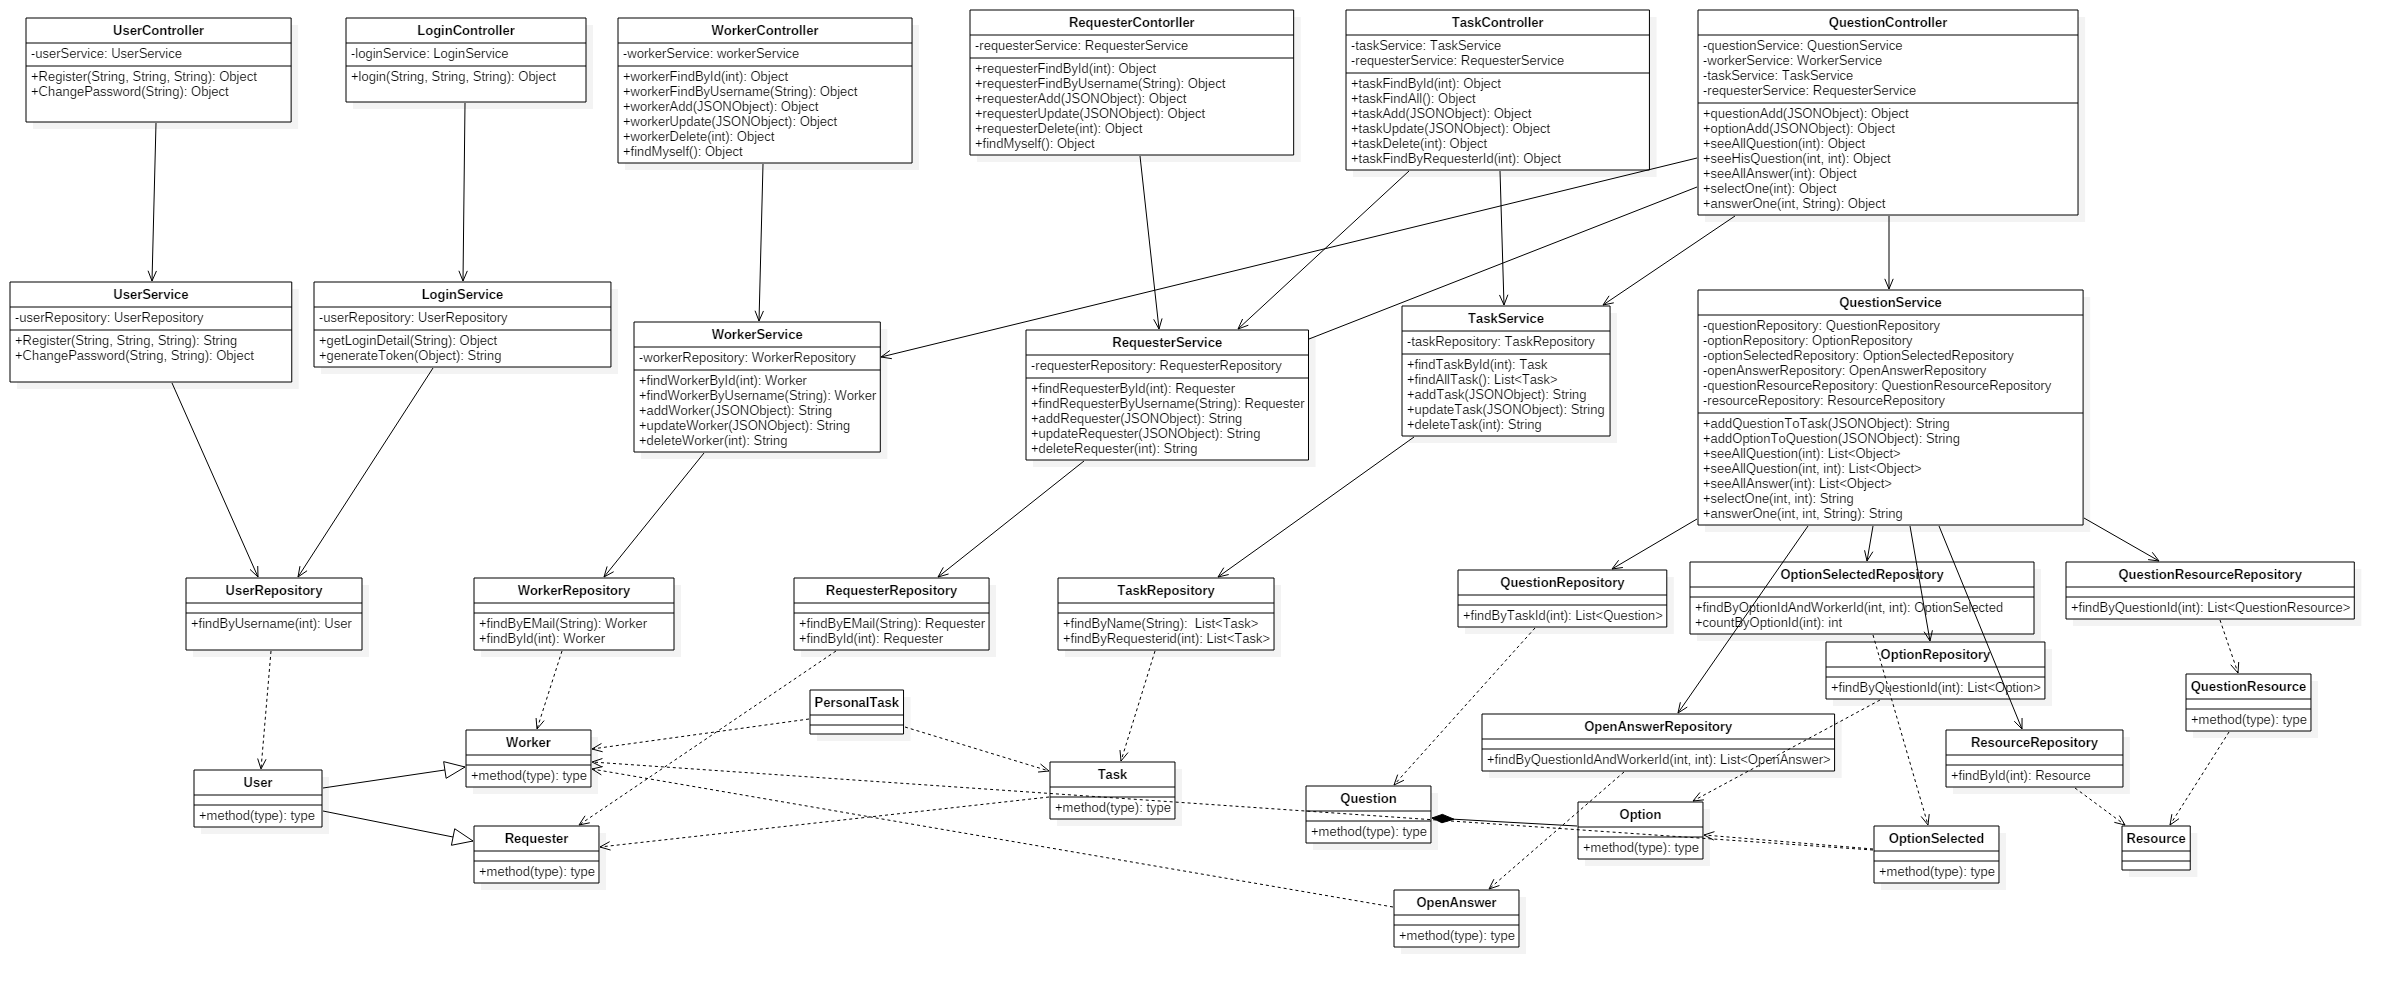 UserController
-userService: UserService
+Register(String, String, String): Object
+ChangePassword(String): Object
LoginController
-loginService: LoginService
+login(String, String, String): Object
WorkerController
-workerService: workerService
+workerFindById(int): Object
+workerFindByUsername(String): Object
+workerAdd(JSONObject): Object
+workerUpdate(JSONObject): Object
+workerDelete(int): Object
+findMyself(): Object
RequesterContorller
-requesterService: RequesterService
+requesterFindById(int): Object
+requesterFindByUsername(String): Object
+requesterAdd(JSONObject): Object
+requesterUpdate(JSONObject): Object
+requesterDelete(int): Object
+findMyself(): Object
TaskController
-taskService: TaskService
-requesterService: RequesterService
+taskFindById(int): Object
+taskFindAll(): Object
+taskAdd(JSONObject): Object
+taskUpdate(JSONObject): Object
+taskDelete(int): Object
+taskFindByRequesterId(int): Object
QuestionController
-questionService: QuestionService
-workerService: WorkerService
-taskService: TaskService
-requesterService: RequesterService
+questionAdd(JSONObject): Object
+optionAdd(JSONObject): Object
+seeAllQuestion(int): Object
+seeHisQuestion(int, int): Object
+seeAllAnswer(int): Object
+selectOne(int): Object
+answerOne(int, String): Object
UserService
-userRepository: UserRepository
+Register(String, String, String): String
+ChangePassword(String, String): Object
LoginService
-userRepository: UserRepository
+getLoginDetail(String): Object
+generateToken(Object): String
WorkerService
-workerRepository: WorkerRepository
+findWorkerById(int): Worker
+findWorkerByUsername(String): Worker
+addWorker(JSONObject): String
+updateWorker(JSONObject): String
+deleteWorker(int): String
RequesterService
-requesterRepository: RequesterRepository
+findRequesterById(int): Requester
+findRequesterByUsername(String): Requester
+addRequester(JSONObject): String
+updateRequester(JSONObject): String
+deleteRequester(int): String
TaskService
-taskRepository: TaskRepository
+findTaskById(int): Task
+findAllTask(): List<Task>
+addTask(JSONObject): String
+updateTask(JSONObject): String
+deleteTask(int): String
QuestionService
-questionRepository: QuestionRepository
-optionRepository: OptionRepository
-optionSelectedRepository: OptionSelectedRepository
-openAnswerRepository: OpenAnswerRepository
-questionResourceRepository: QuestionResourceRepository
-resourceRepository: ResourceRepository
+addQuestionToTask(JSONObject): String
+addOptionToQuestion(JSONObject): String
+seeAllQuestion(int): List<Object>
+seeAllQuestion(int, int): List<Object>
+seeAllAnswer(int): List<Object>
+selectOne(int, int): String
+answerOne(int, int, String): String
UserRepository
+findByUsername(int): User
WorkerRepository
+findByEMail(String): Worker
+findById(int): Worker
RequesterRepository
+findByEMail(String): Requester
+findById(int): Requester
TaskRepository
+findByName(String):  List<Task>
+findByRequesterid(int): List<Task>
QuestionRepository
+findByTaskId(int): List<Question>
OptionSelectedRepository
+findByOptionIdAndWorkerId(int, int): OptionSelected
+countByOptionId(int): int
QuestionResourceRepository
+findByQuestionId(int): List<QuestionResource>
OptionRepository
+findByQuestionId(int): List<Option>
QuestionResource
+method(type): type
PersonalTask
OpenAnswerRepository
+findByQuestionIdAndWorkerId(int, int): List<OpenAnswer>
ResourceRepository
+findById(int): Resource
Worker
+method(type): type
User
+method(type): type
Task
+method(type): type
Question
+method(type): type
Option
+method(type): type
Requester
+method(type): type
OptionSelected
+method(type): type
Resource
OpenAnswer
+method(type): type